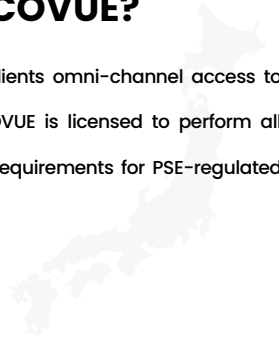 COVUE?
lients omni-channel access to
OVUE is licensed to perform all
equirements for PSE-regulated